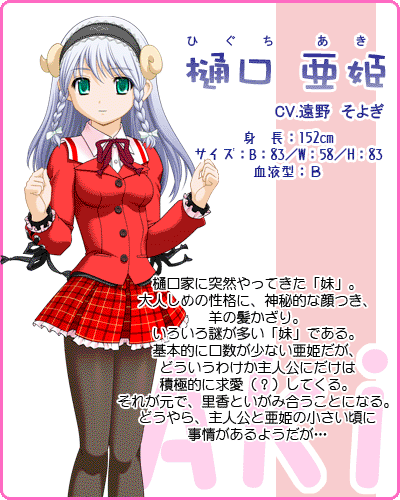 ひぐち あき
樋口 亜姫
CV.遠野 そよぎ
身 長:152cm
サイズ:B:83/W:58/H:83
血液型:B
樋口家に突然やってきた「妹」。
大人しめの性格に、神秘的な顔つき、
羊の髪かざり。
いろいろ謎が多い「妹」である。
基本的に口数が少ない亜姫だが、
どういうわけか主人公にだけは
積極的に求愛(?)してくる。
それが元で、里香といがみ合うことになる。
どうやら、主人公と亜姫の小さい頃に
事情があるようだが…
AKi